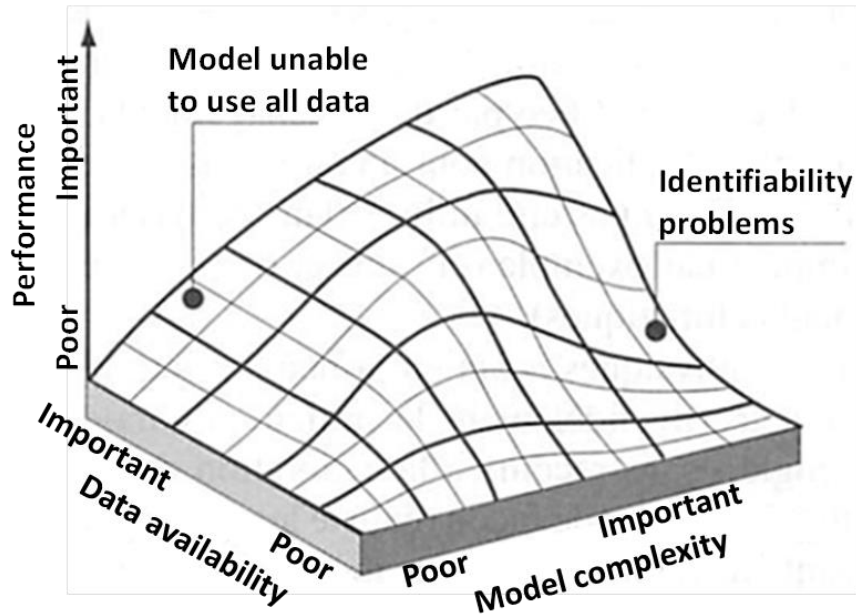 Model unable
to use all data
Performance
Important
Poor
Identifiability
problems
Important
Data availability
Poor
Poor
Important
Model complexity